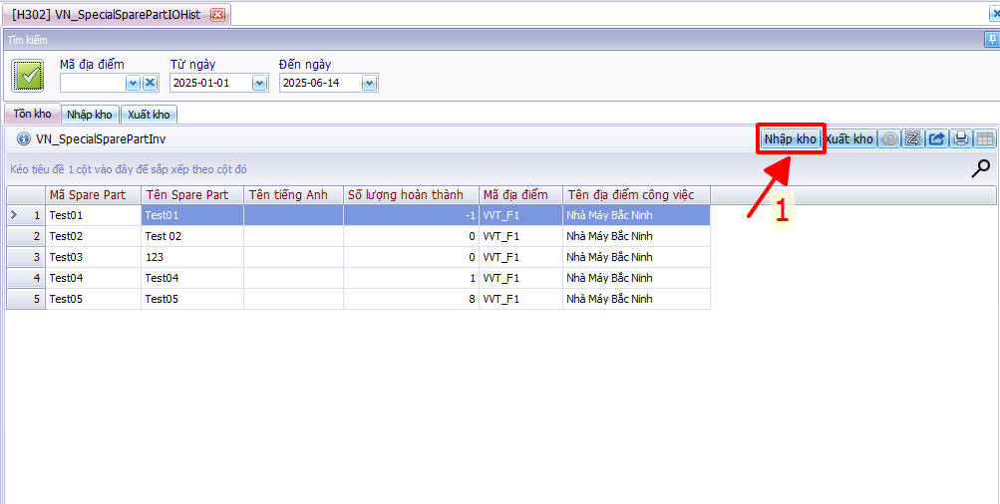 [H302] VN_SpecialSparePartIOHist
Tìm kiếm
Mã địa điểm Từ ngày Đến ngày
2025-01-01 2025-06-14
Tồn kho Nhập kho Xuất kho
VN_SpecialSparePartInv Nhập kho Xuất kho
Kéo tiêu đề 1 cột vào đây để sắp xếp theo cột đó
1
Mã Spare Part Tên Spare Part Tên tiếng Anh Số lượng hoàn thành Mã địa điểm Tên địa điểm công việc
1 Test01 Test01 -1 VVT_F1 Nhà Máy Bắc Ninh
2 Test02 Test 02 0 VVT_F1 Nhà Máy Bắc Ninh
3 Test03 123 0 VVT_F1 Nhà Máy Bắc Ninh
4 Test04 Test04 1 VVT_F1 Nhà Máy Bắc Ninh
5 Test05 Test05 8 VVT_F1 Nhà Máy Bắc Ninh